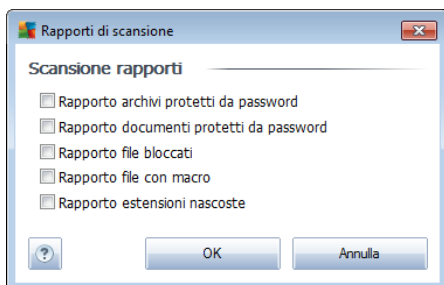 Rapporti di scansione
Scansione rapporti
Rapporto archivi protetti da password
Rapporto documenti protetti da password
Rapporto file bloccati
Rapporto file con macro
Rapporto estensioni nascoste
? OK Annulla